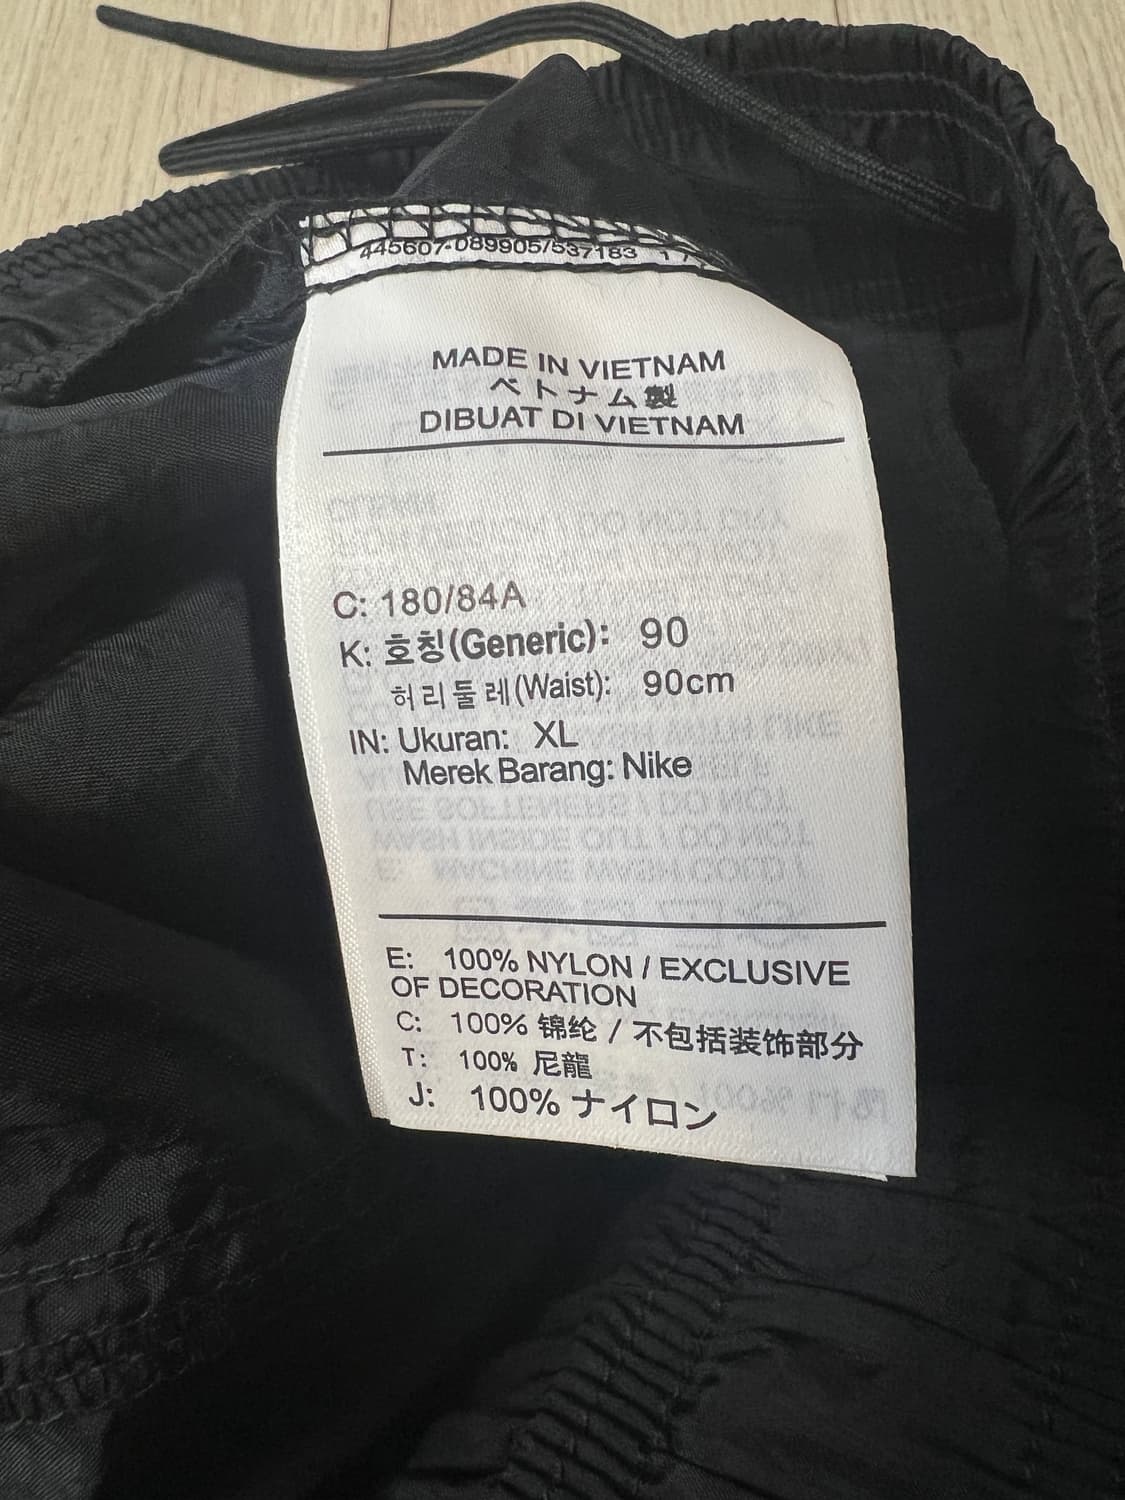 445607-089905/537183 1 7
MADE IN VIETNAM
ベトナム製
DIBUAT DI VIETNAM
C: 180/84A
K: 호칭(Generic): 90
허리둘레(Waist): 90cm
IN: Ukuran: XL
Merek Barang: Nike
E: 100% NYLON / EXCLUSIVE
OF DECORATION
C: 100% 锦纶 / 不包括装饰部分
T: 100% 尼龍
J: 100% ナイロン